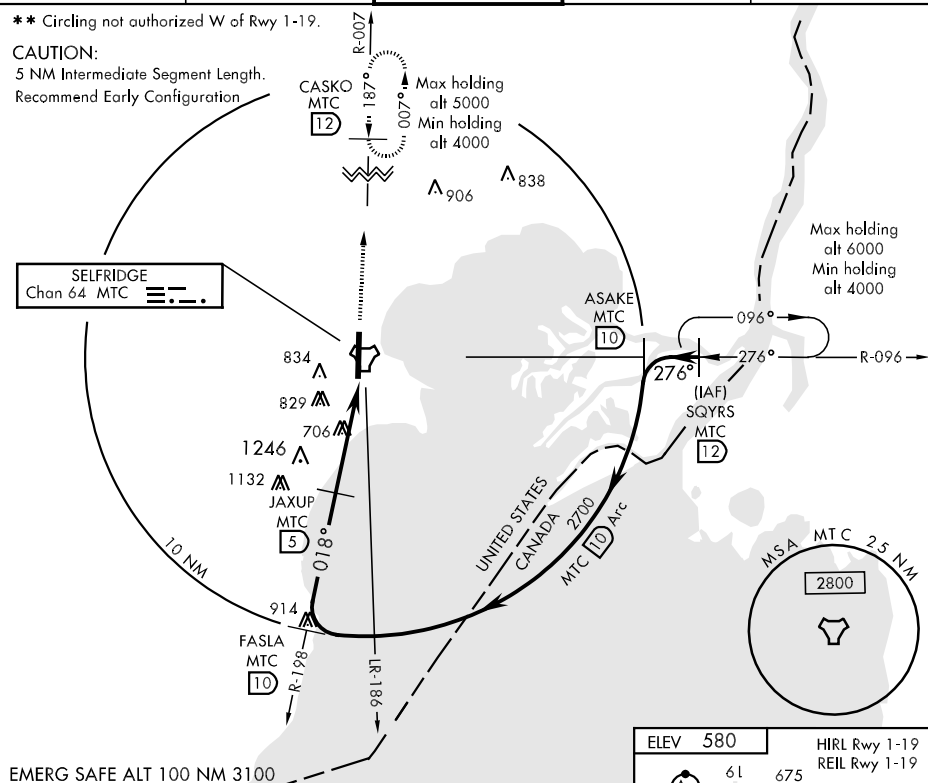 ** Circling not authorized W of Rwy 1-19.
CAUTION:
5 NM Intermediate Segment Length.
Recommend Early Configuration
R-007
CASKO
MTC
12
187°
007°
Max holding
alt 5000
Min holding
alt 4000
906
838
SELFRIDGE
Chan 64 MTC
Max holding
alt 6000
Min holding
alt 4000
ASAKE
MTC
10
096°
276°
276°
R-096
(IAF)
SQYRS
MTC
12
834
829
706
1246
1132
JAXUP
MTC
5
018°
10 NM
914
FASLA
MTC
10
R-198
LR-186
UNITED STATES
CANADA
2700
MTC 10 Arc
MSA MTC 25 NM
2800
EMERG SAFE ALT 100 NM 3100
ELEV 580
HIRL Rwy 1-19
REIL Rwy 1-19
61
675